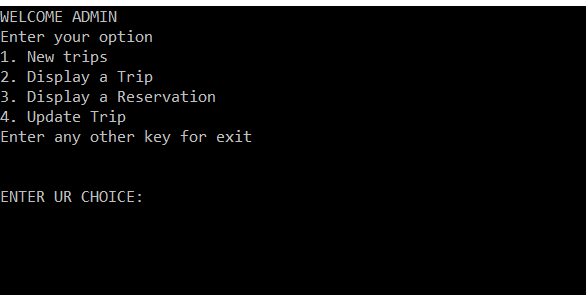 WELCOME ADMIN
Enter your option
1. New trips
2. Display a Trip
3. Display a Reservation
4. Update Trip
Enter any other key for exit
ENTER UR CHOICE: